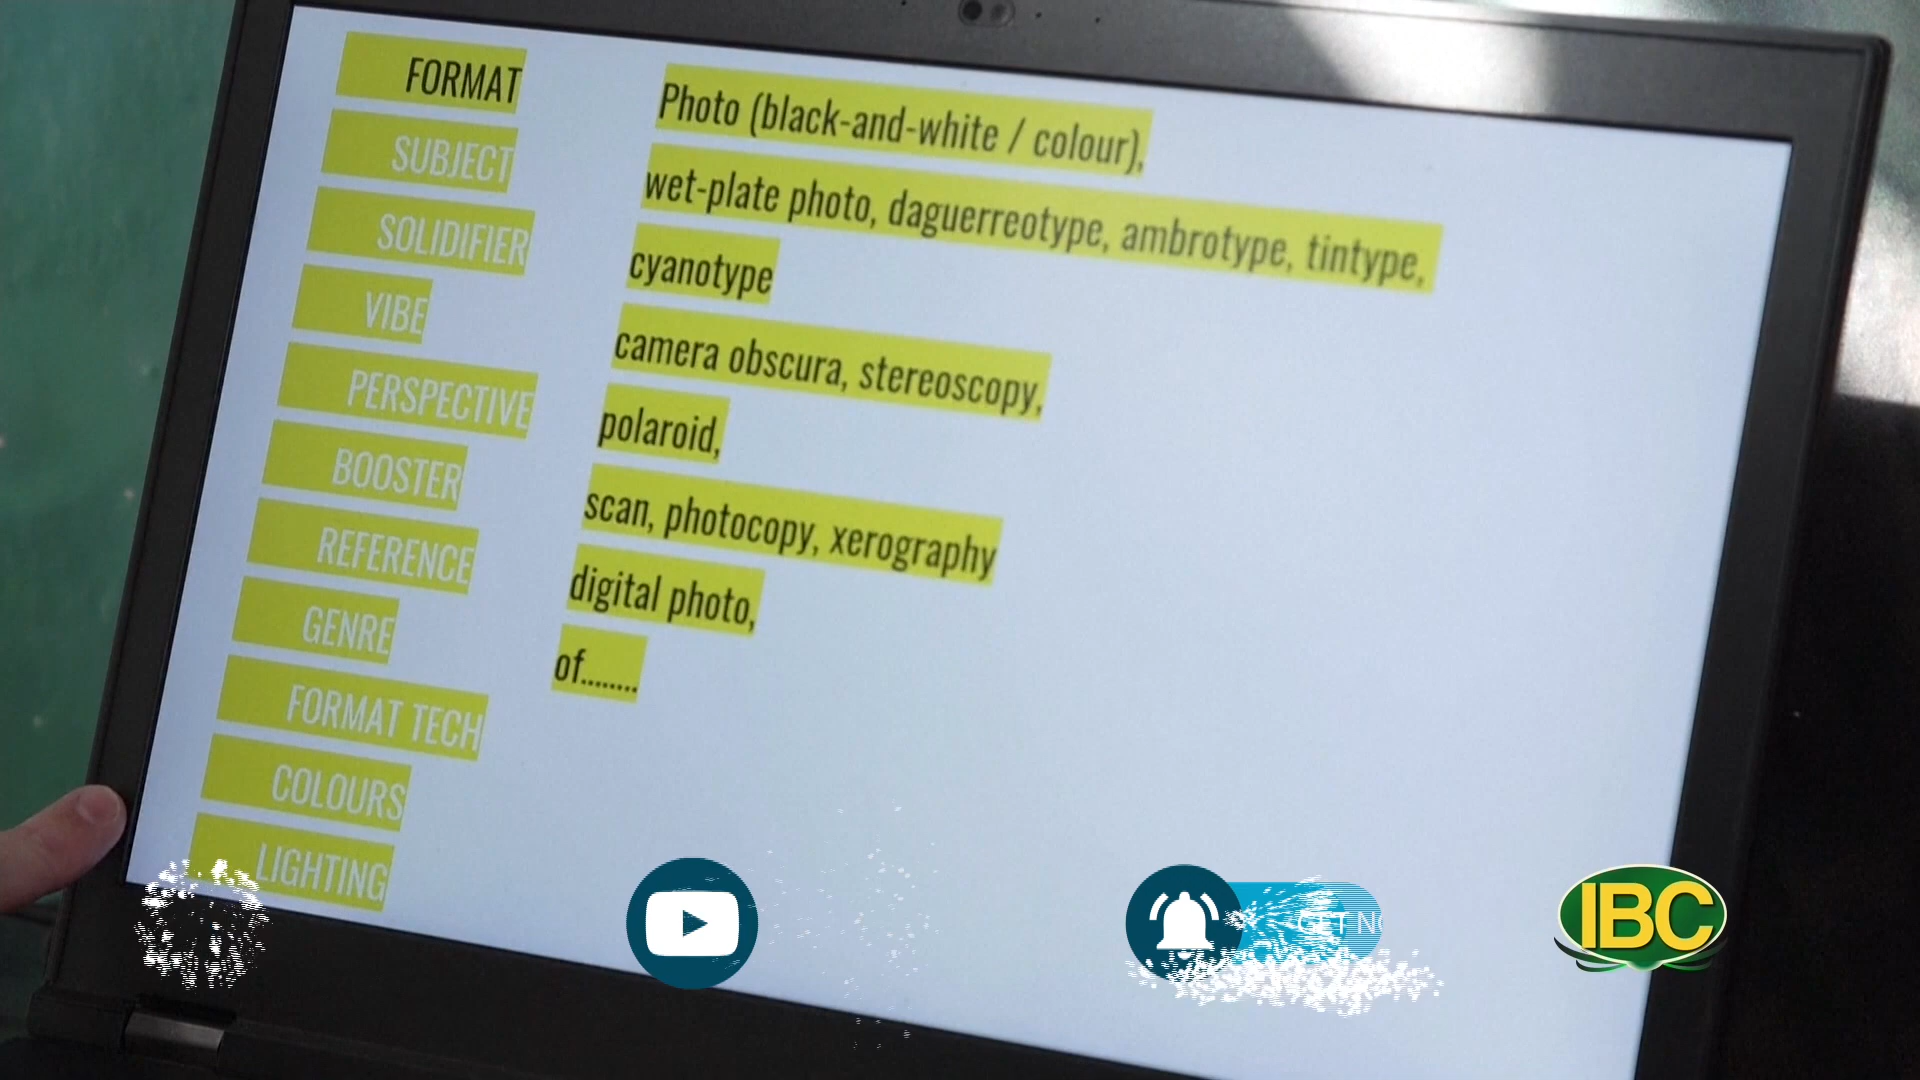 FORMAT
SUBJECT
SOLIDIFIER
VIBE
PERSPECTIVE
BOOSTER
REFERENCE
GENRE
FORMAT TECH
COLOURS
LIGHTING
Photo (black-and-white / colour),
wet-plate photo, daguerreotype, ambrotype, tintype,
cyanotype
camera obscura, stereoscopy,
polaroid,
scan, photocopy, xerography
digital photo,
of........
IBC